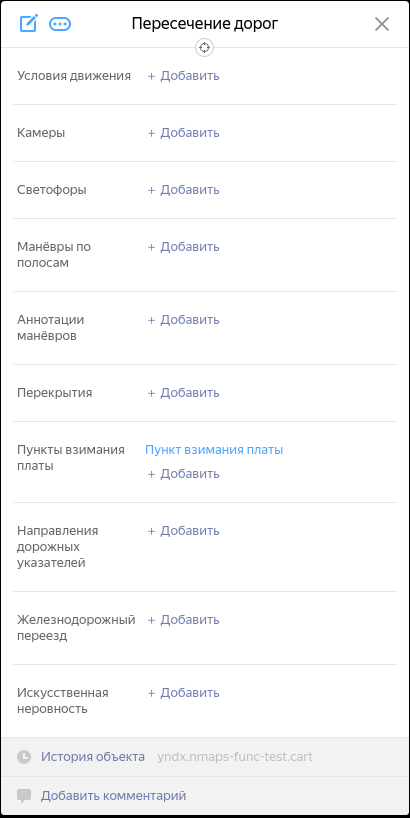 Пересечение дорог
Условия движения + Добавить
Камеры + Добавить
Светофоры + Добавить
Манёвры по + Добавить
полосам
Аннотации + Добавить
манёвров
Перекрытия + Добавить
Пункты взимания Пункт взимания платы
платы
+ Добавить
Направления + Добавить
дорожных
указателей
Железнодорожный + Добавить
переезд
Искусственная + Добавить
неровность
История объекта yndx.nmaps-func-test.cart
Добавить комментарий